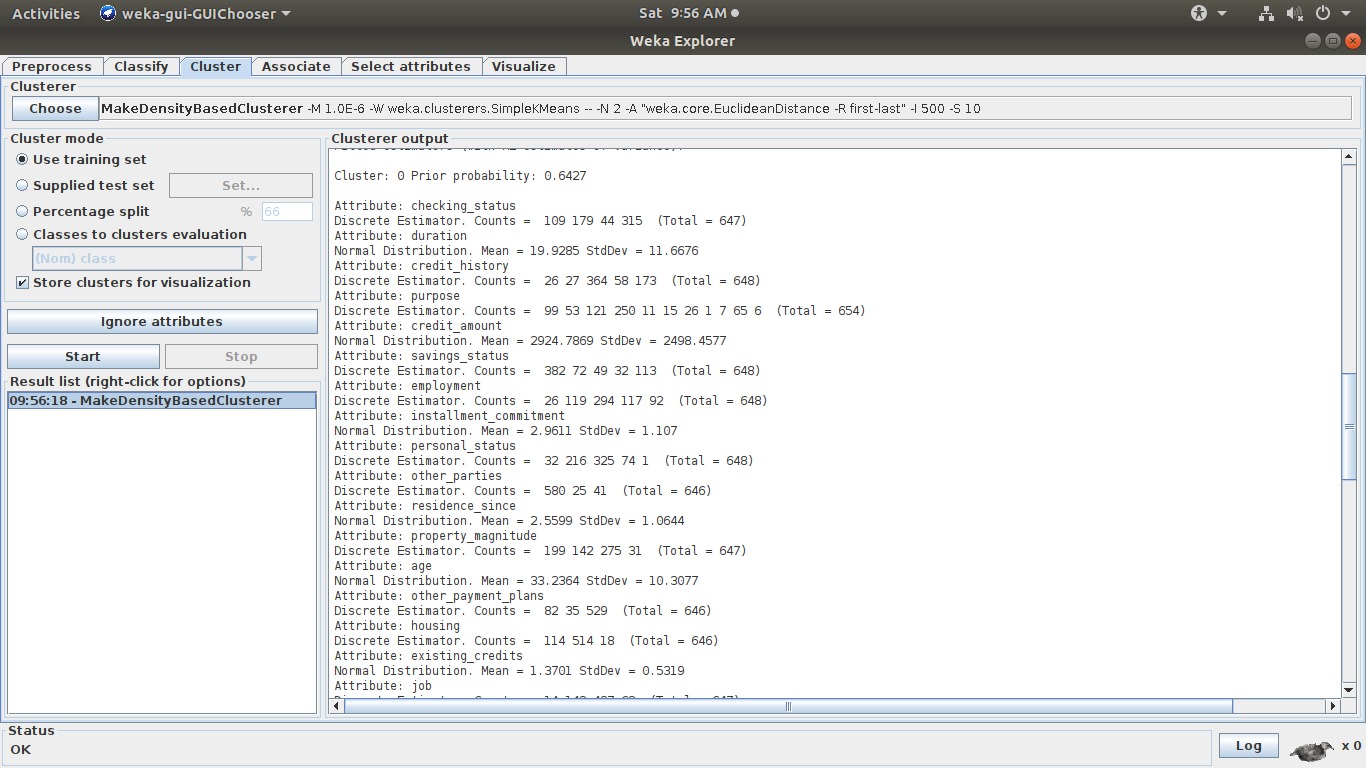 Activities weka-gui-GUIChooser Sat 9:56 AM
Weka Explorer
Preprocess Classify Cluster Associate Select attributes Visualize
Clusterer
Choose MakeDensityBasedClusterer -M 1.0E-6 -W weka.clusterers.SimpleKMeans -- -N 2 -A "weka.core.EuclideanDistance -R first-last" -I 500 -S 10
Cluster mode
Use training set
Supplied test set Set...
Percentage split % 66
Classes to clusters evaluation
(Nom) class
Store clusters for visualization
Ignore attributes
Start Stop
Result list (right-click for options)
09:56:18 - MakeDensityBasedClusterer
Clusterer output
Cluster: 0 Prior probability: 0.6427
Attribute: checking_status
Discrete Estimator. Counts = 109 179 44 315 (Total = 647)
Attribute: duration
Normal Distribution. Mean = 19.9285 StdDev = 11.6676
Attribute: credit_history
Discrete Estimator. Counts = 26 27 364 58 173 (Total = 648)
Attribute: purpose
Discrete Estimator. Counts = 99 53 121 250 11 15 26 1 7 65 6 (Total = 654)
Attribute: credit_amount
Normal Distribution. Mean = 2924.7869 StdDev = 2498.4577
Attribute: savings_status
Discrete Estimator. Counts = 382 72 49 32 113 (Total = 648)
Attribute: employment
Discrete Estimator. Counts = 26 119 294 117 92 (Total = 648)
Attribute: installment_commitment
Normal Distribution. Mean = 2.9611 StdDev = 1.107
Attribute: personal_status
Discrete Estimator. Counts = 32 216 325 74 1 (Total = 648)
Attribute: other_parties
Discrete Estimator. Counts = 580 25 41 (Total = 646)
Attribute: residence_since
Normal Distribution. Mean = 2.5599 StdDev = 1.0644
Attribute: property_magnitude
Discrete Estimator. Counts = 199 142 275 31 (Total = 647)
Attribute: age
Normal Distribution. Mean = 33.2364 StdDev = 10.3077
Attribute: other_payment_plans
Discrete Estimator. Counts = 82 35 529 (Total = 646)
Attribute: housing
Discrete Estimator. Counts = 114 514 18 (Total = 646)
Attribute: existing_credits
Normal Distribution. Mean = 1.3701 StdDev = 0.5319
Attribute: job
Status
OK
Log x 0